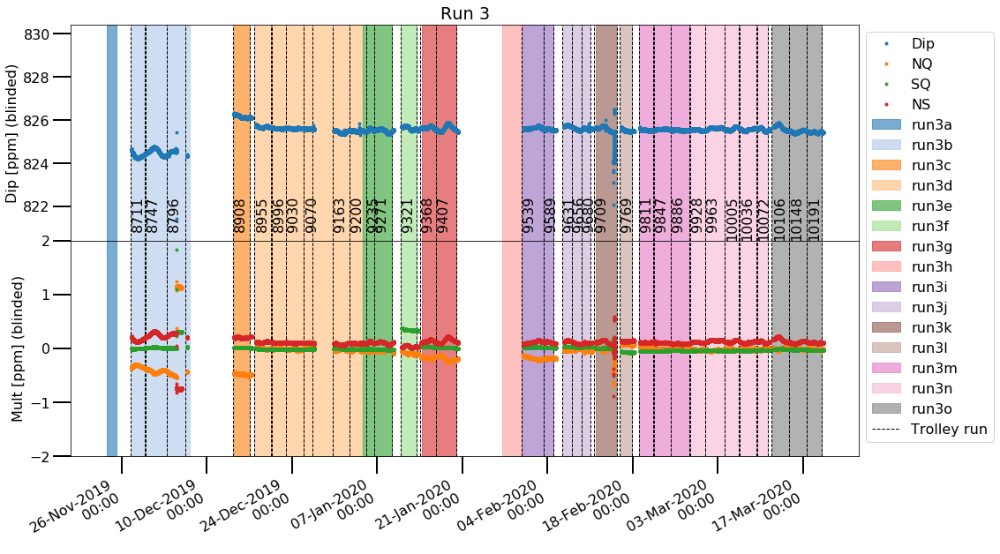 Run 3
Dip [ppm] (blinded)
830
828
826
824
822
8711
8747
8796
8908
8955
8996
9030
9070
9163
9200
9235
9271
9321
9368
9407
9539
9589
9631
9656
9680
9709
9769
9811
9847
9886
9928
9963
10005
10036
10072
10106
10148
10191
Mult [ppm] (blinded)
2
1
0
−1
−2
26-Nov-2019
00:00
10-Dec-2019
00:00
24-Dec-2019
00:00
07-Jan-2020
00:00
21-Jan-2020
00:00
04-Feb-2020
00:00
18-Feb-2020
00:00
03-Mar-2020
00:00
17-Mar-2020
00:00
Dip
NQ
SQ
NS
run3a
run3b
run3c
run3d
run3e
run3f
run3g
run3h
run3i
run3j
run3k
run3l
run3m
run3n
run3o
Trolley run